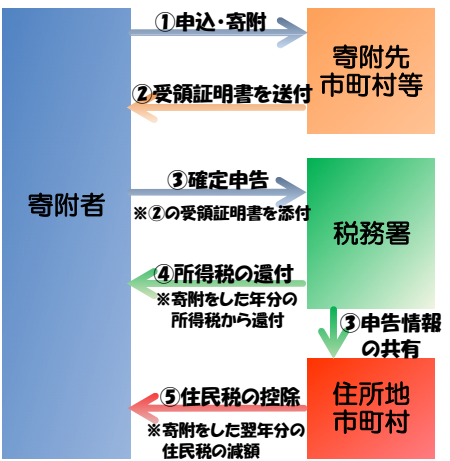 ①申込・寄附
寄附先
市町村等
②受領証明書を送付
③確定申告
※②の受領証明書を添付
寄附者
税務署
④所得税の還付
※寄附をした年分の
所得税から還付
③申告情報
の共有
⑤住民税の控除
住所地
市町村
※寄附をした翌年分の
住民税の減額